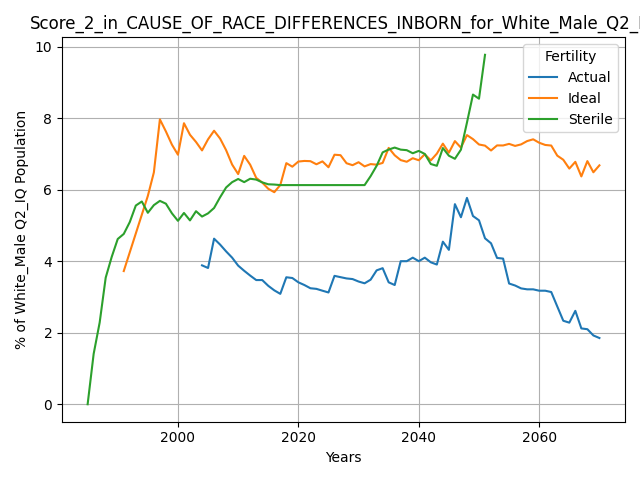 Score_2_in_CAUSE_OF_RACE_DIFFERENCES_INBORN_for_White_Male_Q2_
10
Fertility
Actual
Ideal
Sterile
8
6
4
2
0
% of White_Male Q2_IQ Population
2000
2020
2040
2060
Years